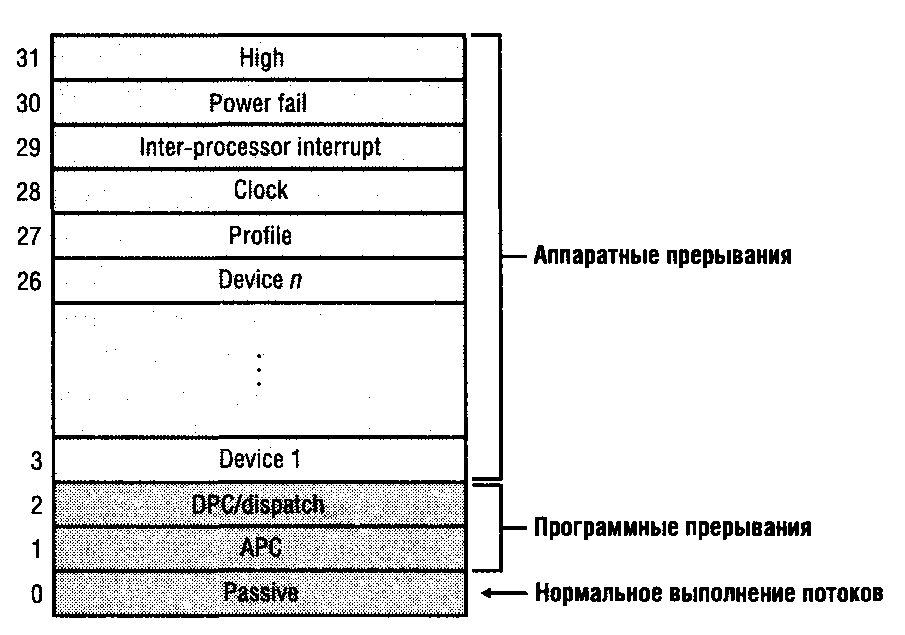 31 High
30 Power fail
29 Inter-processor interrupt
28 Clock
27 Profile
Аппаратные прерывания
26 Device n
3 Device 1
2 DPC/dispatch
Программные прерывания
1 APC
0 Passive
Нормальное выполнение потоков